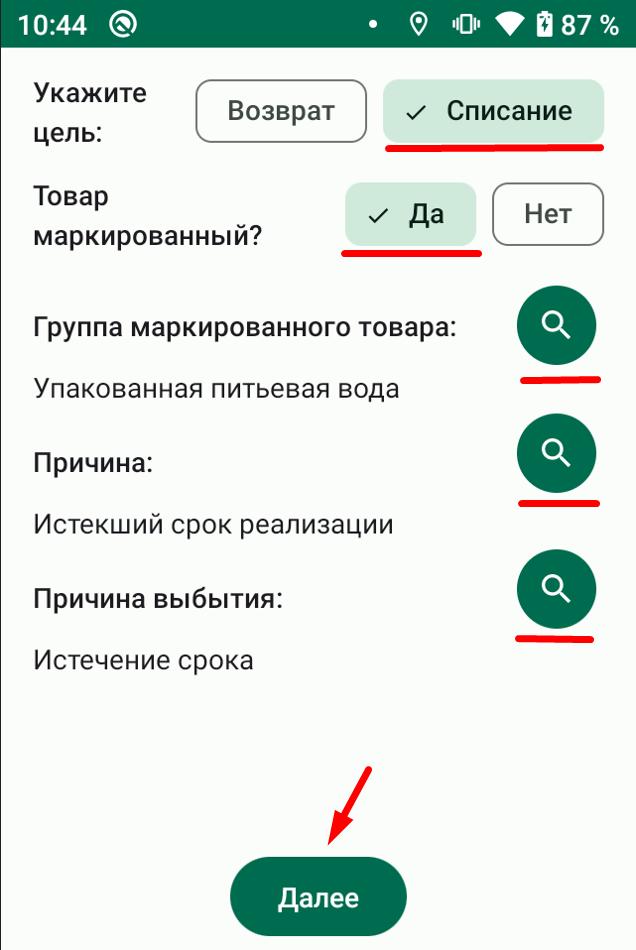 10:44 87 %
Укажите
цель:
Возврат
Списание
Товар
маркированный?
Да
Нет
Группа маркированного товара:
Упакованная питьевая вода
Причина:
Истекший срок реализации
Причина выбытия:
Истечение срока
Далее